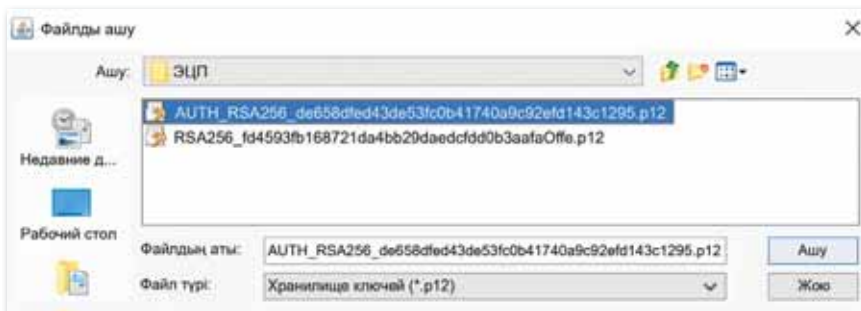 Файлды ашу
Ашу: ЭЦП
AUTH_RSA256_de658dfed43de53fc0b41740a9c92efd143c1295.p12
RSA256_fd4593fb168721da4bb29daedcfdd0b3aafaOffe.p12
Недавние д...
Рабочий стол
Файлдың аты: AUTH_RSA256_de658dfed43de53fc0b41740a9c92efd143c1295.p12 Ашу
Файл түрі: Хранилище ключей (*.p12) Жою